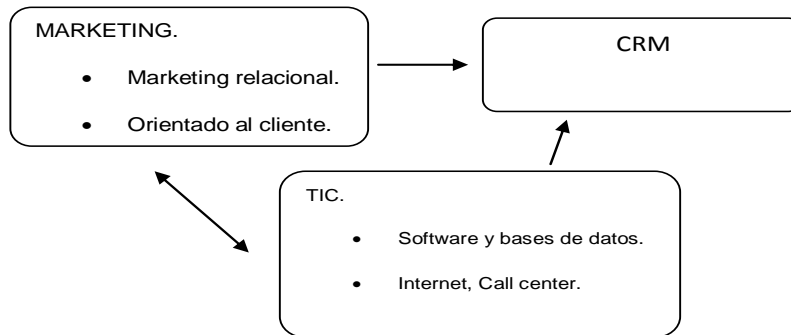 MARKETING.
• Marketing relacional.
• Orientado al cliente.
CRM
TIC.
• Software y bases de datos.
• Internet, Call center.